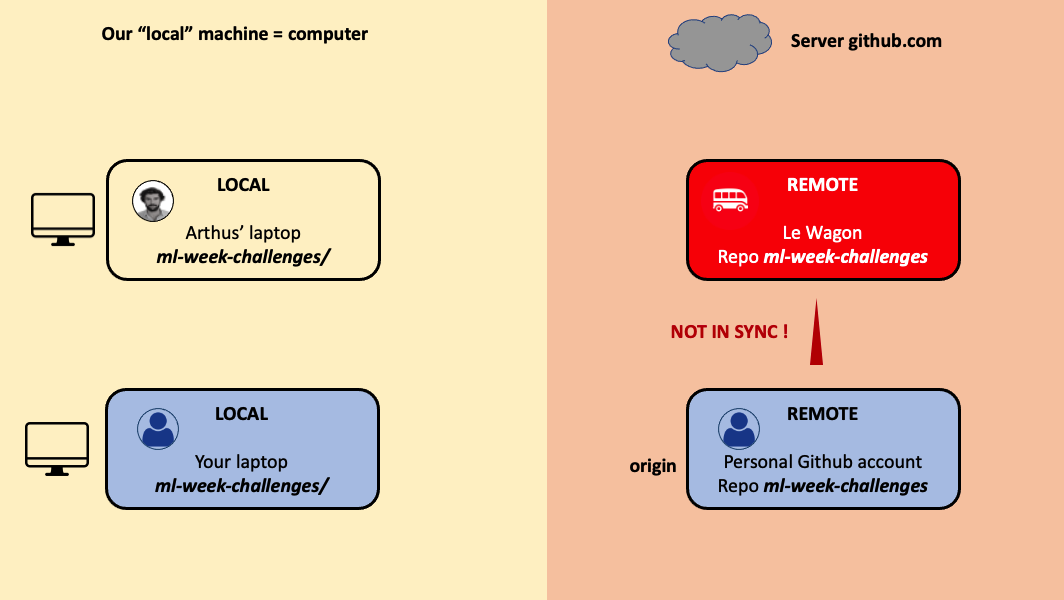 Our “local” machine = computer
Server github.com
LOCAL
Arthus’ laptop
ml-week-challenges/
REMOTE
Le Wagon
Repo ml-week-challenges
NOT IN SYNC !
LOCAL
Your laptop
ml-week-challenges/
origin
REMOTE
Personal Github account
Repo ml-week-challenges